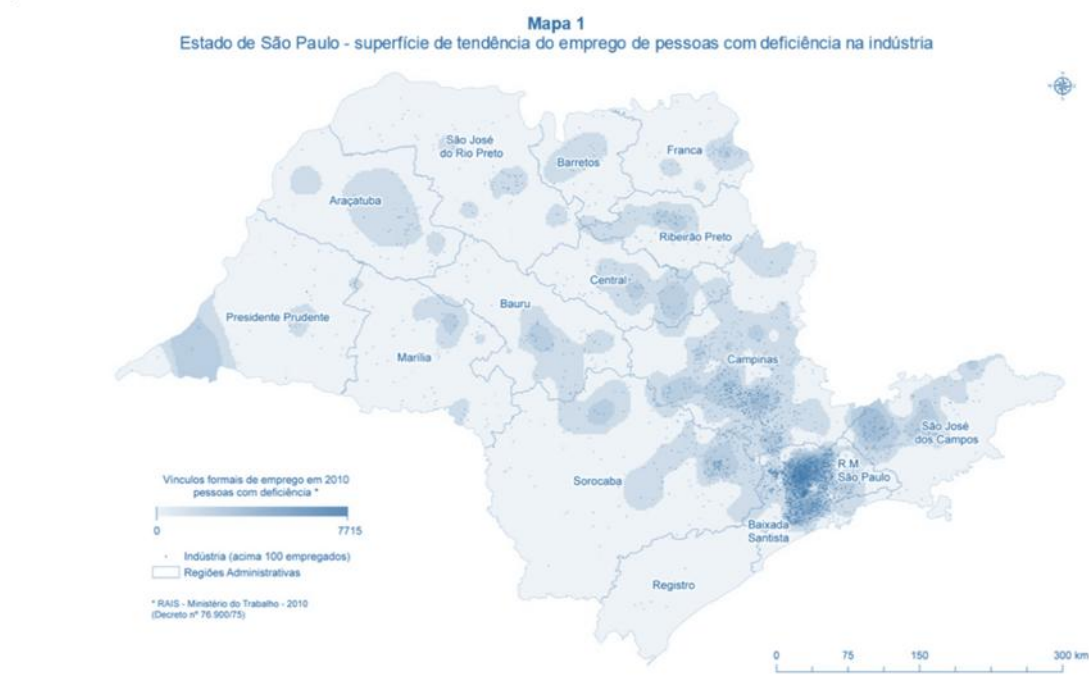 Mapa 1
Estado de São Paulo - superfície de tendência do emprego de pessoas com deficiência na indústria
São José
do Rio Preto
Barretos
Franca
Araçatuba
Ribeirão Preto
Central
Bauru
Presidente Prudente
Marília
Campinas
São José
dos Campos
R.M
São Paulo
Sorocaba
Baixada
Santista
Registro
Vínculos formais de emprego em 2010
pessoas com deficiência *
0 7715
Indústria (acima 100 empregados)
Regiões Administrativas
* RAIS - Ministério do Trabalho - 2010
(Decreto nº 76.900/75)
0 75 150 300 km